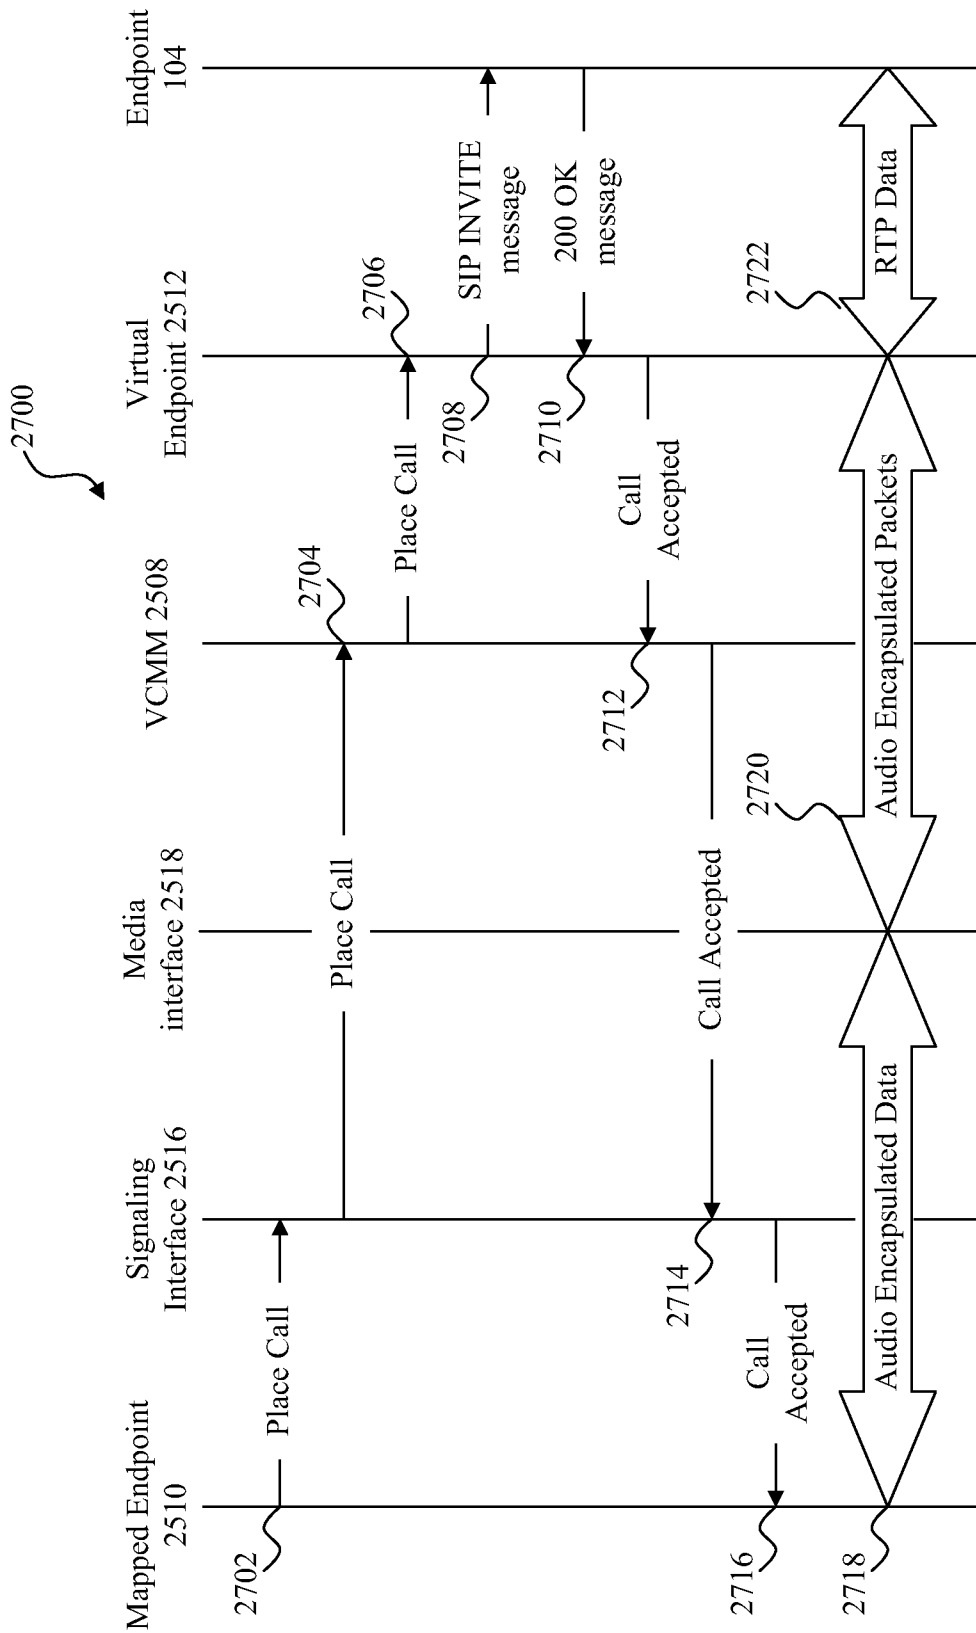 2700
Mapped Endpoint
2510
Signaling
Interface 2516
Media
interface 2518
VCMM 2508
Virtual
Endpoint 2512
Endpoint
104
2702
Place Call
Place Call
2704
Place Call
2706
2708
SIP INVITE
message
2710
200 OK
message
2712
Call
Accepted
2714
Call Accepted
2716
Call
Accepted
2718
Audio Encapsulated Data
2720
Audio Encapsulated Packets
2722
RTP Data